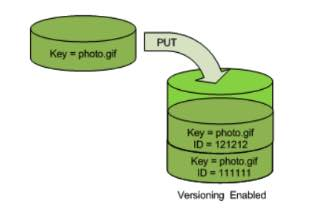 Key = photo.gif
PUT
Key = photo.gif
ID = 121212
Key = photo.gif
ID = 111111
Versioning Enabled